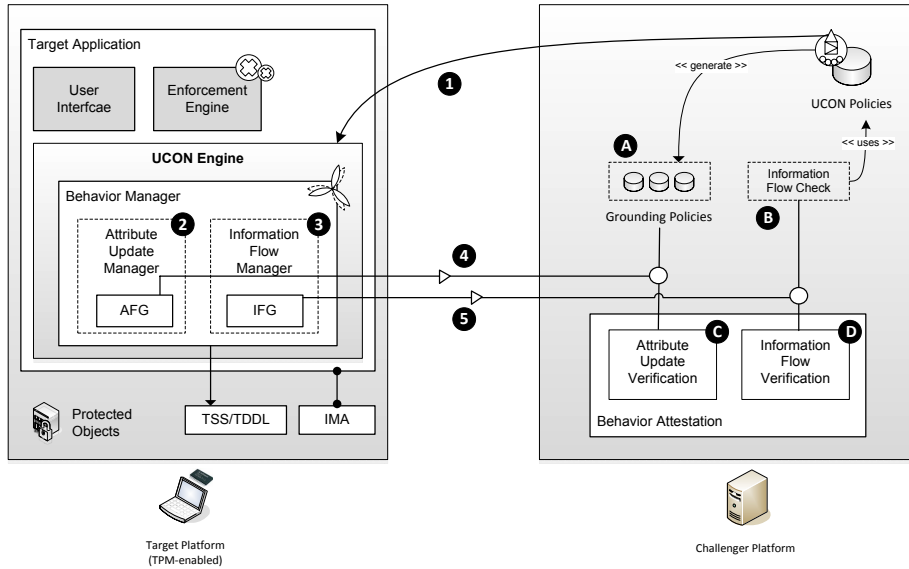 Target Application
User
Interfcae
Enforcement
Engine
UCON Engine
Behavior Manager
2
Attribute
Update
Manager
AFG
3
Information
Flow
Manager
IFG
Protected
Objects
TSS/TDDL
IMA
Target Platform
(TPM-enabled)
1
4
5
<< generate >>
UCON Policies
<< uses >>
A
Grounding Policies
Information
Flow Check
B
C
Attribute
Update
Verification
D
Information
Flow
Verification
Behavior Attestation
Challenger Platform